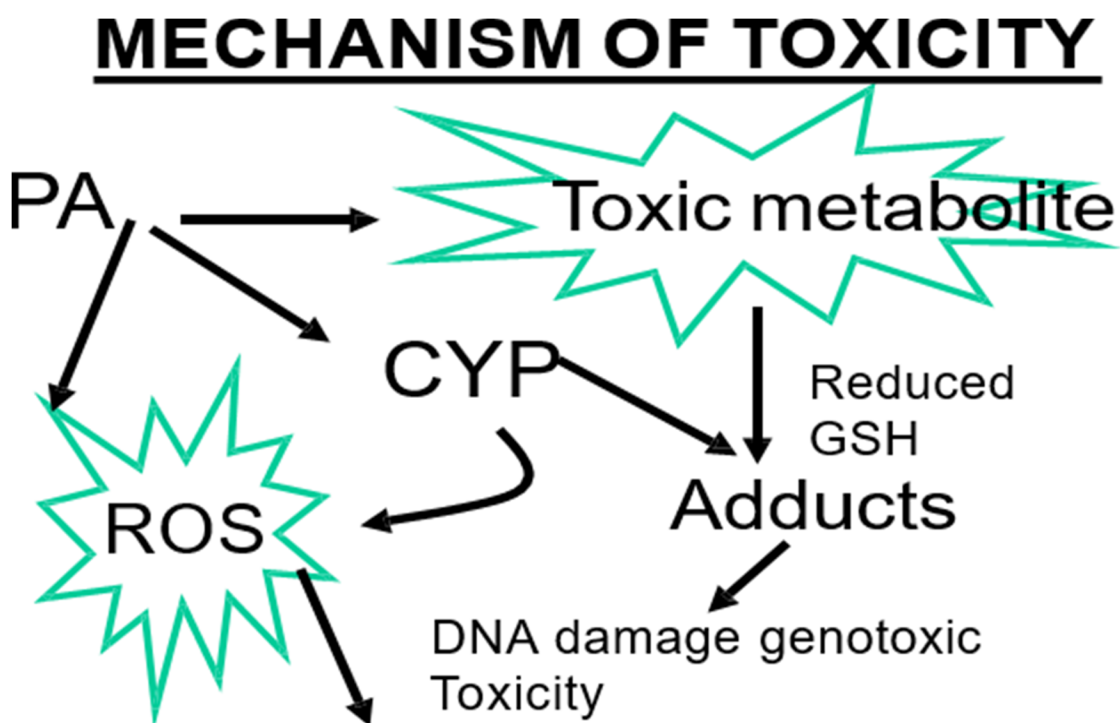 MECHANISM OF TOXICITY
PA
Toxic metabolite
CYP
Reduced
GSH
ROS
Adducts
DNA damage genotoxic
Toxicity